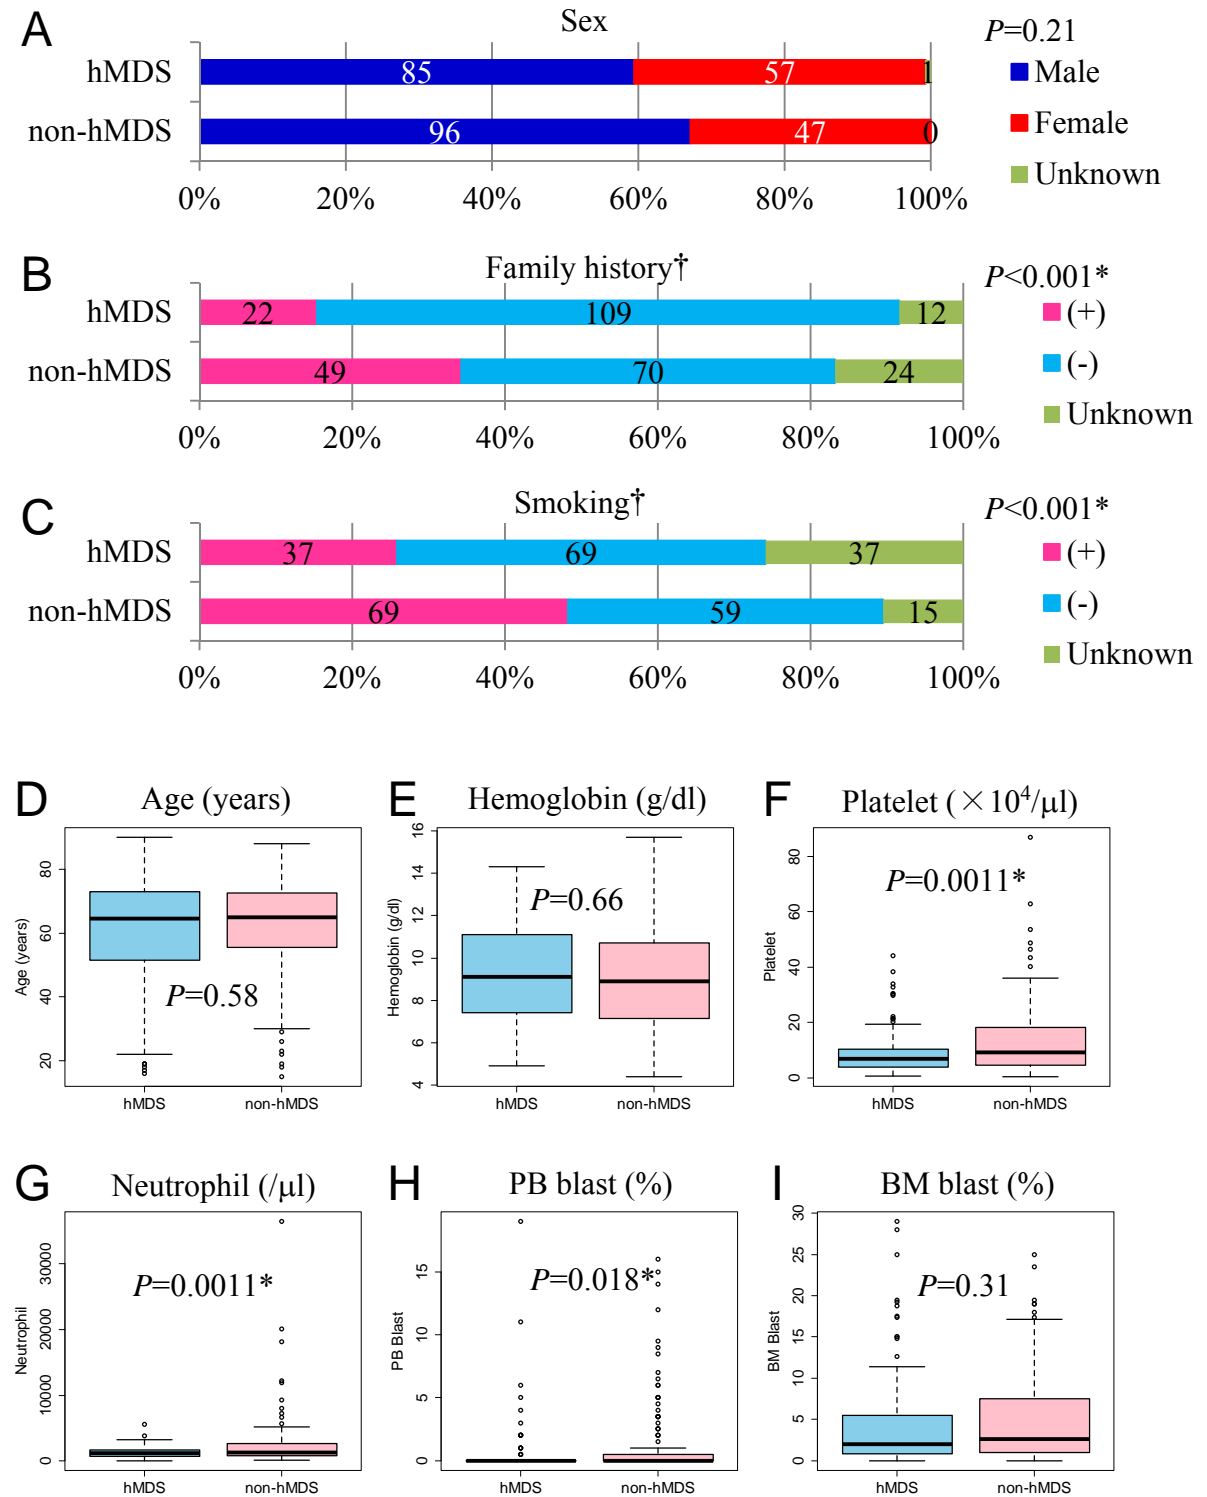 A
Sex
P=0.21
hMDS
85
57
1
Male
non-hMDS
96
47
0
Female
Unknown
0%
20%
40%
60%
80%
100%
B
Family history†
P<0.001*
hMDS
22
109
12
(+)
non-hMDS
49
70
24
(-)
Unknown
0%
20%
40%
60%
80%
100%
C
Smoking†
P<0.001*
hMDS
37
69
37
(+)
non-hMDS
69
59
15
(-)
Unknown
0%
20%
40%
60%
80%
100%
D
Age (years)
Age (years)
80
60
40
20
P=0.58
hMDS
non-hMDS
E
Hemoglobin (g/dl)
Hemoglobin (g/dl)
16
14
12
10
8
6
4
P=0.66
hMDS
non-hMDS
F
Platelet (×10⁴/µl)
Platelet
80
60
40
20
0
P=0.0011*
hMDS
non-hMDS
G
Neutrophil (/µl)
Neutrophil
30000
20000
10000
0
P=0.0011*
hMDS
non-hMDS
H
PB blast (%)
PB Blast
15
10
5
0
P=0.018*
hMDS
non-hMDS
I
BM blast (%)
BM Blast
30
25
20
15
10
5
0
P=0.31
hMDS
non-hMDS